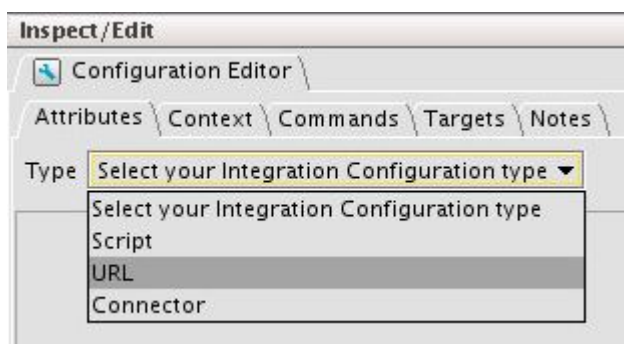 Inspect/Edit
Configuration Editor
Attributes Context Commands Targets Notes
Type Select your Integration Configuration type
Select your Integration Configuration type
Script
URL
Connector